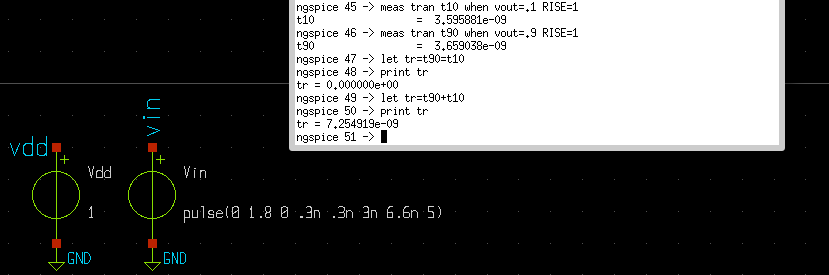 ngspice 45 -> meas tran t10 when vout=.1 RISE=1
t10                 =  3.595881e-09
ngspice 46 -> meas tran t90 when vout=.9 RISE=1
t90                 =  3.659038e-09
ngspice 47 -> let tr=t90=t10
ngspice 48 -> print tr
tr = 0.000000e+00
ngspice 49 -> let tr=t90+t10
ngspice 50 -> print tr
tr = 7.254919e-09
ngspice 51 ->
vdd
vin
+
Vdd
1
GND
+
Vin
pulse(0 1.8 0 .3n .3n 3n 6.6n 5)
GND